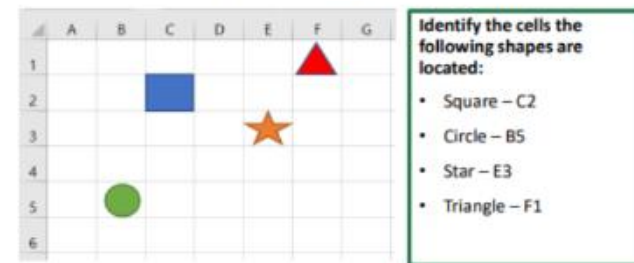 A B C D E F G
1
2
3
4
5
6
Identify the cells the
following shapes are
located:
• Square – C2
• Circle – B5
• Star – E3
• Triangle – F1